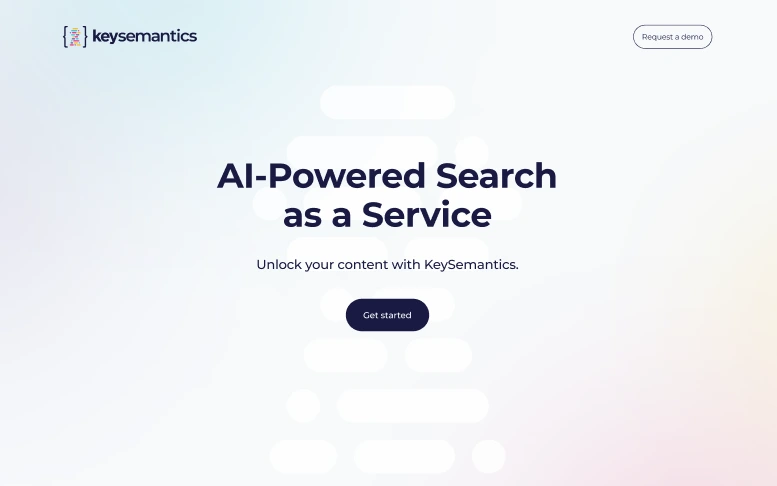 keysemantics
Request a demo
AI-Powered Search
as a Service
Unlock your content with KeySemantics.
Get started